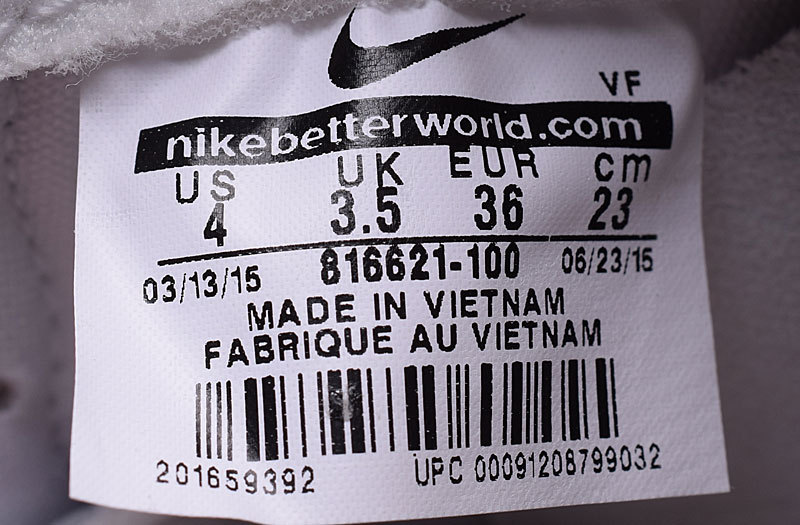 VF
nikebetterworld.com
US UK EUR cm
4 3.5 36 23
03/13/15 816621-100 06/23/15
MADE IN VIETNAM
FABRIQUE AU VIETNAM
201659392 UPC 00091208799032